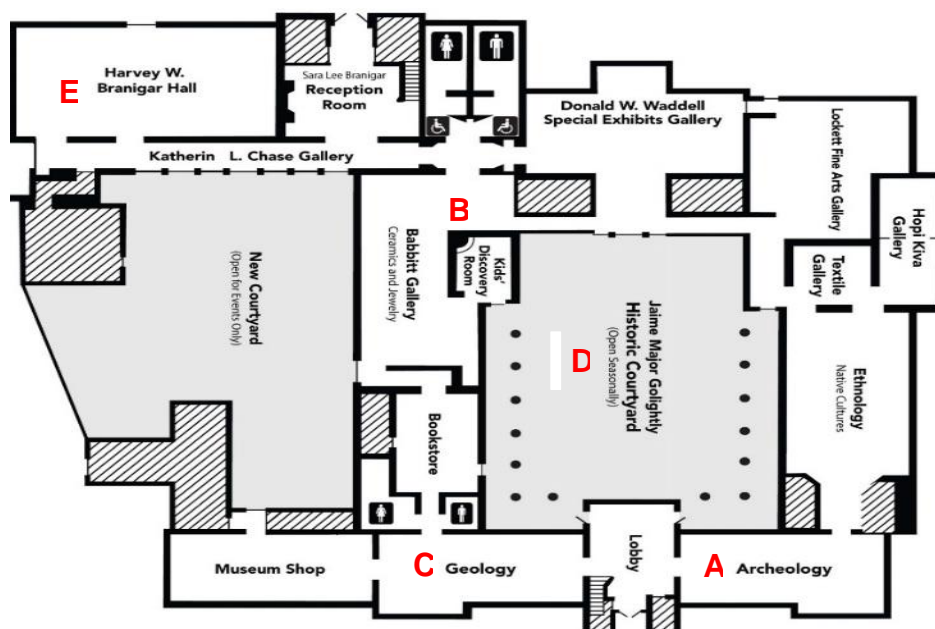 E
Harvey W.
Branigar Hall
Sara Lee Branigar
Reception
Room
Donald W. Waddell
Special Exhibits Gallery
Lockett Fine Arts Gallery
Katherin L. Chase Gallery
Hopi Kiva
Gallery
B
Babbitt Gallery
Ceramics and Jewelry
Kids'
Discovery
Room
Textile
Gallery
New Courtyard
(Open for Events Only)
D
Jaime Major Golightly
Historic Courtyard
(Open Seasonally)
Ethnology
Native Cultures
Bookstore
Museum Shop
C
Geology
Lobby
A
Archeology